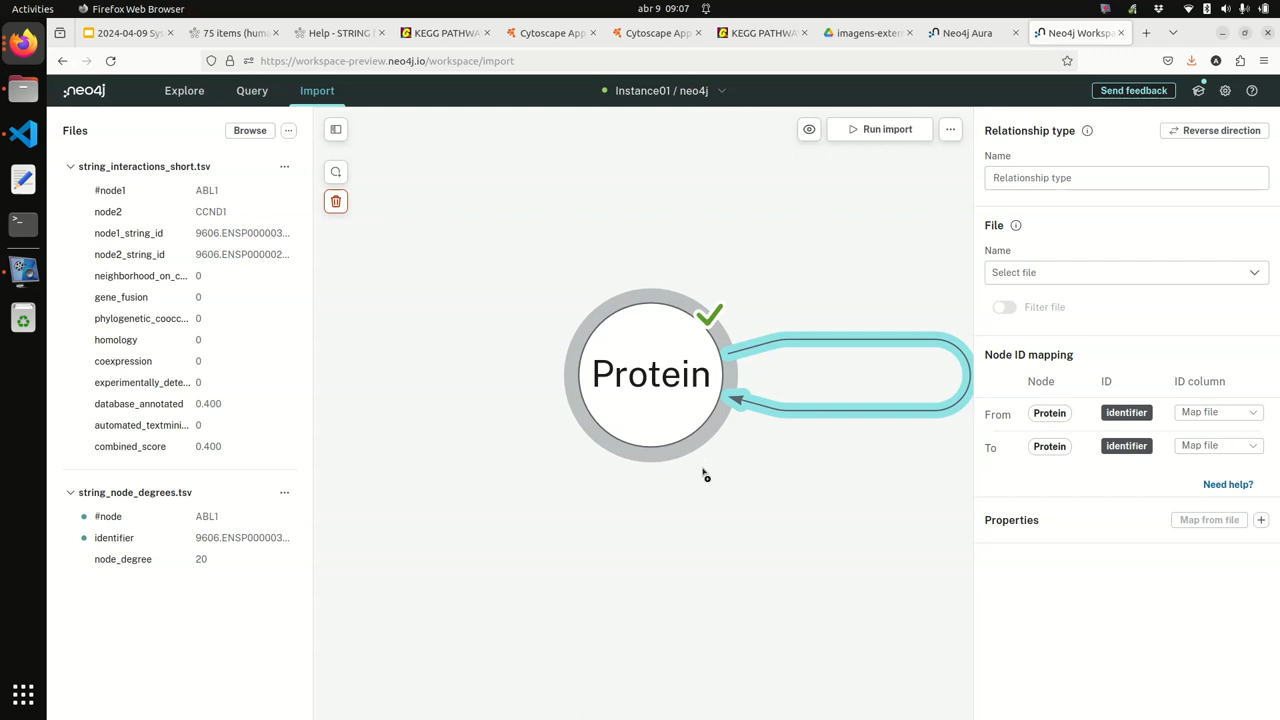 Activities
Firefox Web Browser
abr 9 09:07
2024-04-09 Sys
75 items (huma
Help - STRING
KEGG PATHWA
Cytoscape App
Cytoscape App
KEGG PATHWA
imagens-exter
Neo4j Aura
Neo4j Workspa
https://workspace-preview.neo4j.io/workspace/import
neo4j
Explore
Query
Import
Instance01 / neo4j
Send feedback
Files
Browse
string_interactions_short.tsv
#node1 ABL1
node2 CCND1
node1_string_id 9606.ENSP000003...
node2_string_id 9606.ENSP000002...
neighborhood_on_c... 0
gene_fusion 0
phylogenetic_coocc... 0
homology 0
coexpression 0
experimentally_dete... 0
database_annotated 0.400
automated_textmini... 0
combined_score 0.400
string_node_degrees.tsv
#node ABL1
identifier 9606.ENSP000003...
node_degree 20
Run import
Protein
Relationship type
Reverse direction
Name
Relationship type
File
Name
Select file
Filter file
Node ID mapping
Node ID ID column
From Protein identifier Map file
To Protein identifier Map file
Need help?
Properties
Map from file